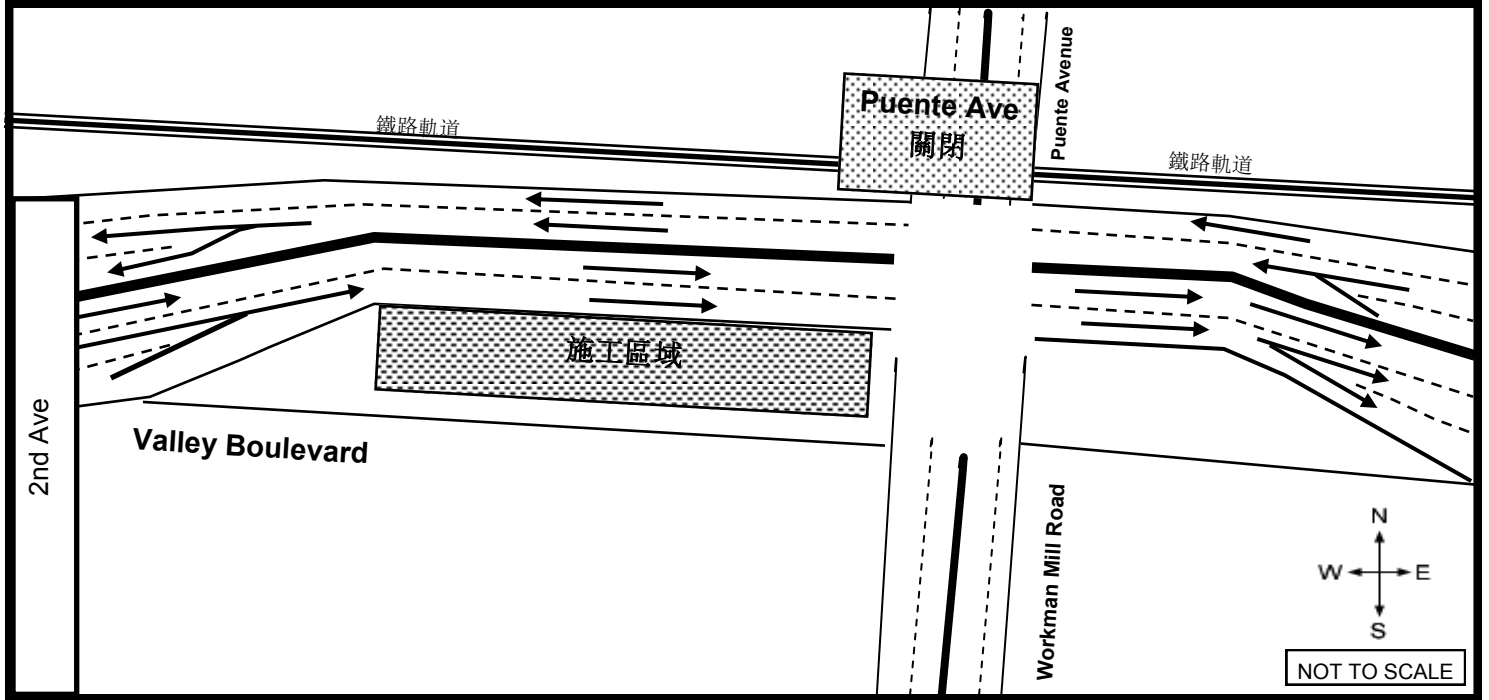 Puente Avenue
Puente Ave
關閉
鐵路軌道
鐵路軌道
施工區域
2nd Ave
Valley Boulevard
Workman Mill Road
N
W E
S
NOT TO SCALE